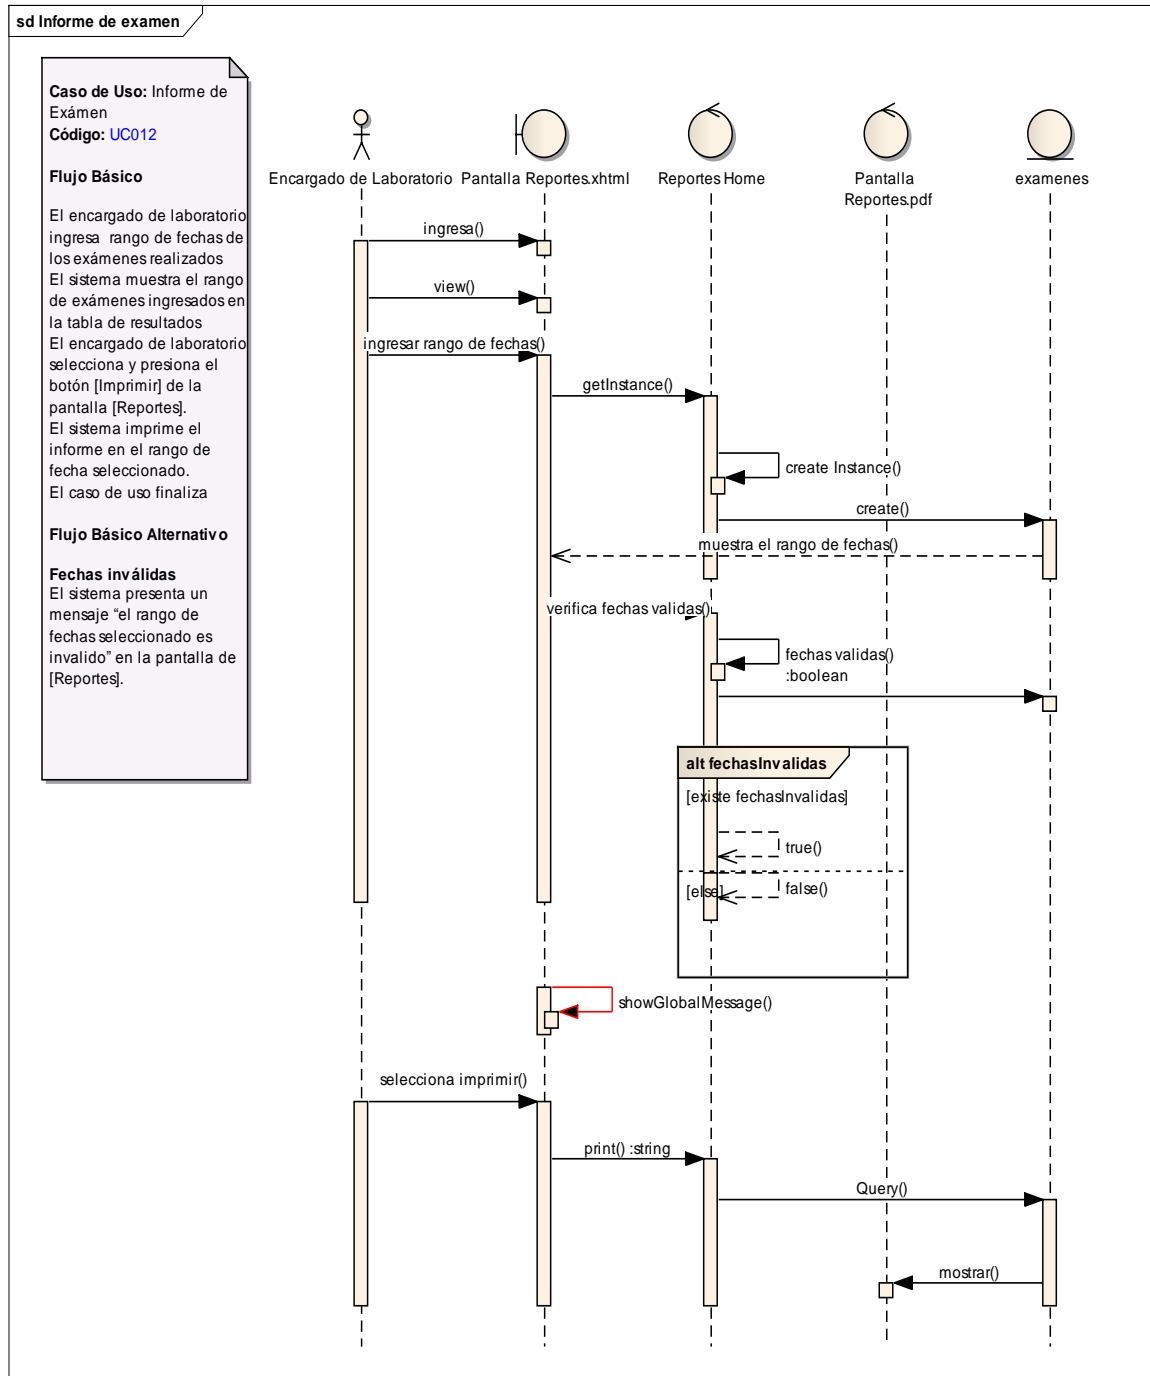 sd Informe de examen
Caso de Uso: Informe de
Exámen
Código: UC012
Flujo Básico
El encargado de laboratorio
ingresa rango de fechas de
los exámenes realizados
El sistema muestra el rango
de exámenes ingresados en
la tabla de resultados
El encargado de laboratorio
selecciona y presiona el
botón [Imprimir] de la
pantalla [Reportes].
El sistema imprime el
informe en el rango de
fecha seleccionado.
El caso de uso finaliza
Flujo Básico Alternativo
Fechas inválidas
El sistema presenta un
mensaje “el rango de
fechas seleccionado es
invalido” en la pantalla de
[Reportes].
Encargado de Laboratorio
Pantalla Reportes.xhtml
Reportes Home
Pantalla
Reportes.pdf
examenes
ingresa()
view()
ingresar rango de fechas()
getInstance()
create Instance()
create()
muestra el rango de fechas()
verifica fechas validas()
fechas validas()
:boolean
alt fechasInvalidas
[existe fechasInvalidas]
true()
[else]
false()
showGlobalMessage()
selecciona imprimir()
print() :string
Query()
mostrar()